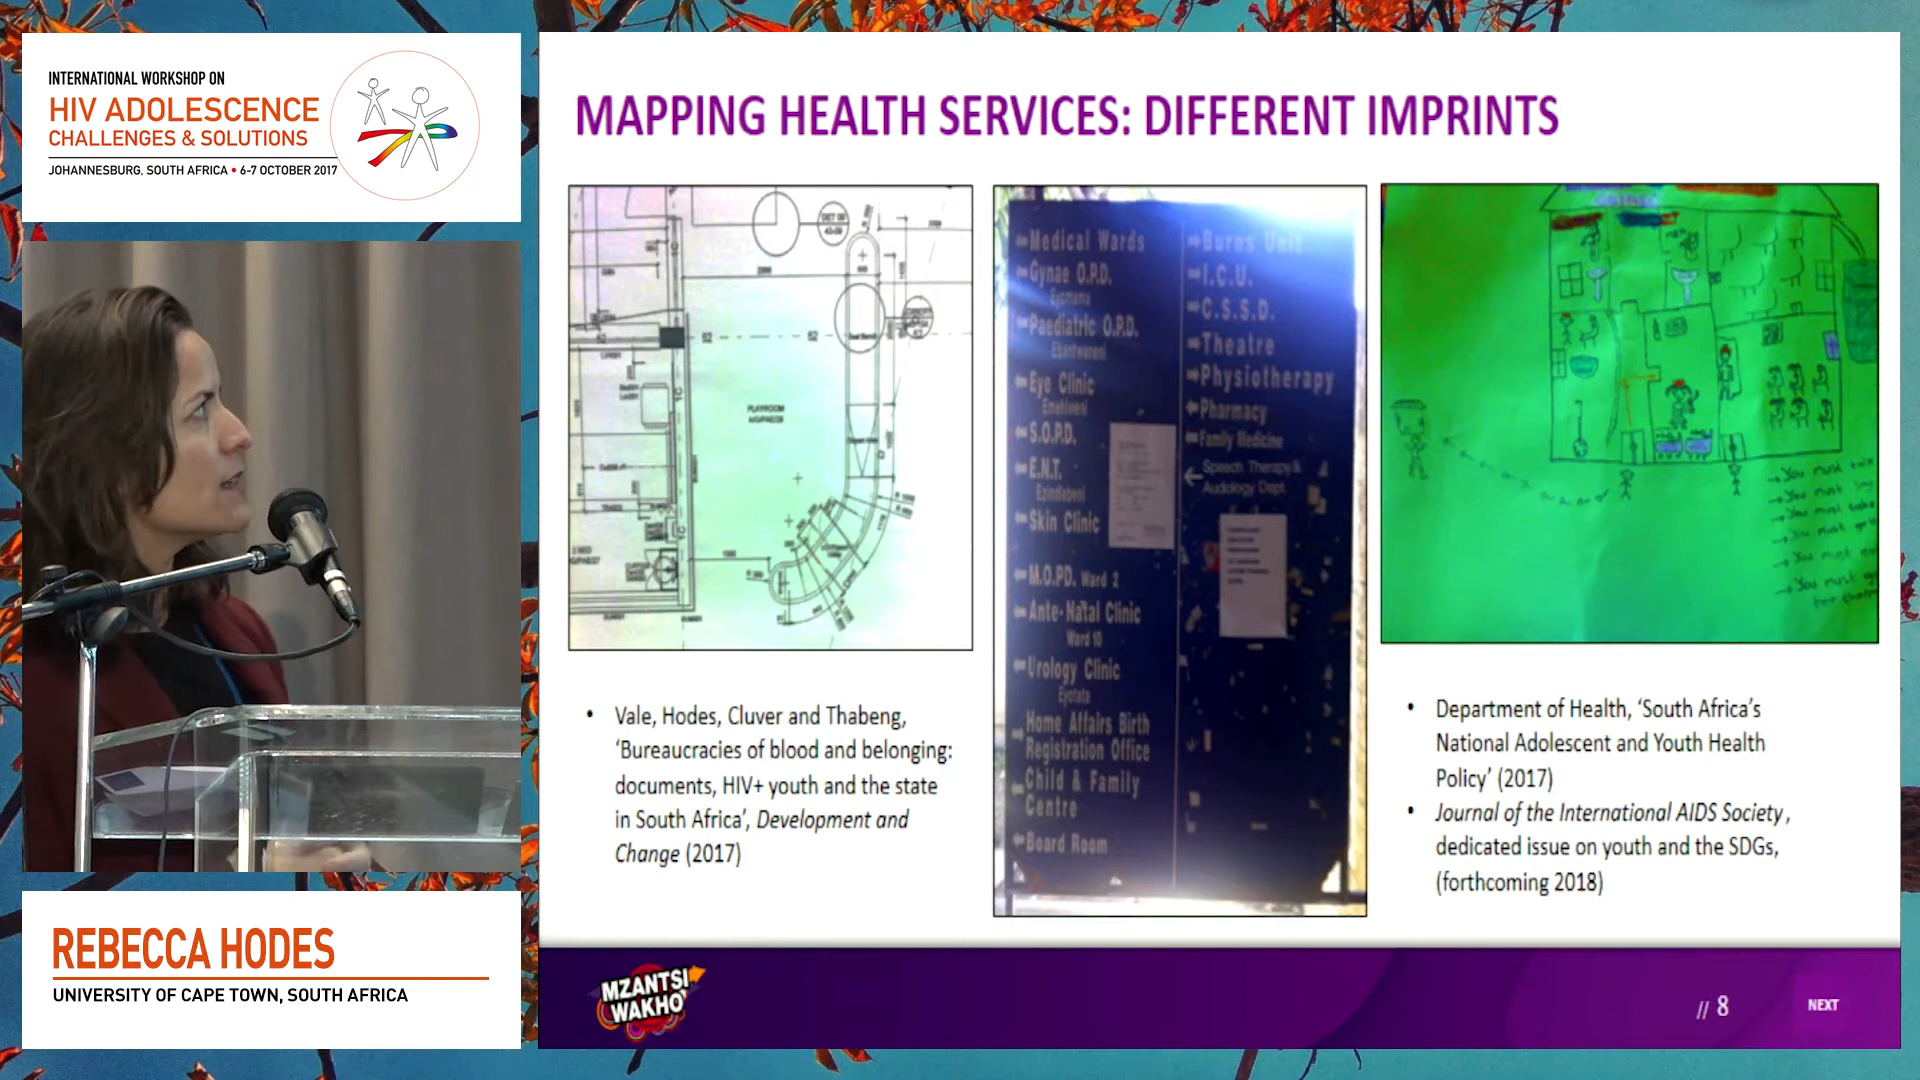 INTERNATIONAL WORKSHOP ON
HIV ADOLESCENCE
CHALLENGES & SOLUTIONS
JOHANNESBURG, SOUTH AFRICA • 6-7 OCTOBER 2017
REBECCA HODES
UNIVERSITY OF CAPE TOWN, SOUTH AFRICA
MAPPING HEALTH SERVICES: DIFFERENT IMPRINTS
PLAYROOM
Medical Wards
Gynae O.P.D.
Paediatric O.P.D.
Eye Clinic
S.O.P.D.
E.N.T.
Skin Clinic
M.O.P.D. Ward 2
Ante-Natal Clinic
Ward 10
Urology Clinic
Home Affairs Birth
Registration Office
Child & Family
Centre
Board Room
Burns Unit
I.C.U.
C.S.S.D.
Theatre
Physiotherapy
Pharmacy
Family Medicine
Speech Therapy &
Audology Dept.
You must
You must
You must
You must
You must
You must
• Vale, Hodes, Cluver and Thabeng,
'Bureaucracies of blood and belonging:
documents, HIV+ youth and the state
in South Africa', Development and
Change (2017)
• Department of Health, 'South Africa's
National Adolescent and Youth Health
Policy' (2017)
• Journal of the International AIDS Society,
dedicated issue on youth and the SDGs,
(forthcoming 2018)
MZANTSI
WAKHO
// 8
NEXT